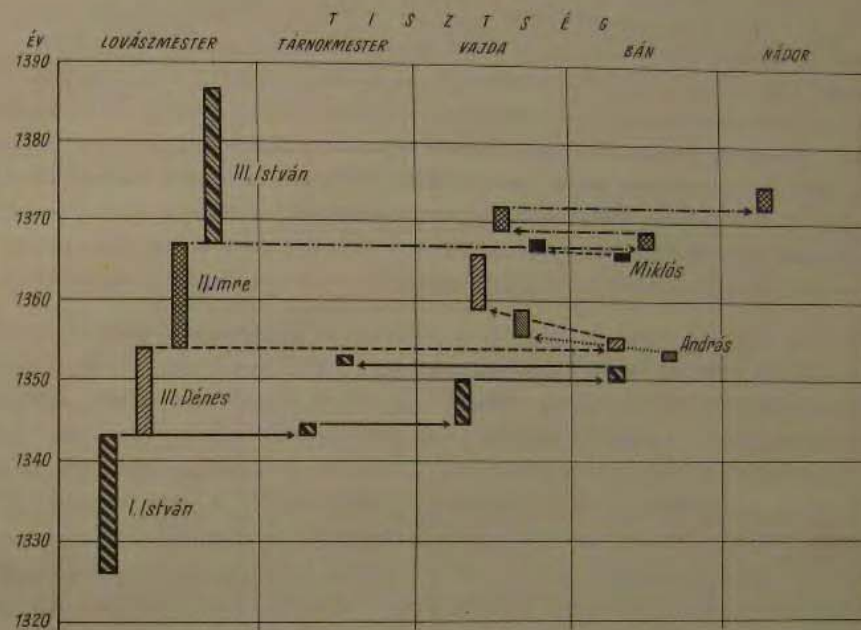 TISZTSÉG
ÉV LOVÁSZMESTER TÁRNOKMESTER VAJDA BÁN NÁDOR
1390
1380
III. István
1370
Miklós
II. Imre
1360
András
1350
III. Dénes
1340
I. István
1330
1320